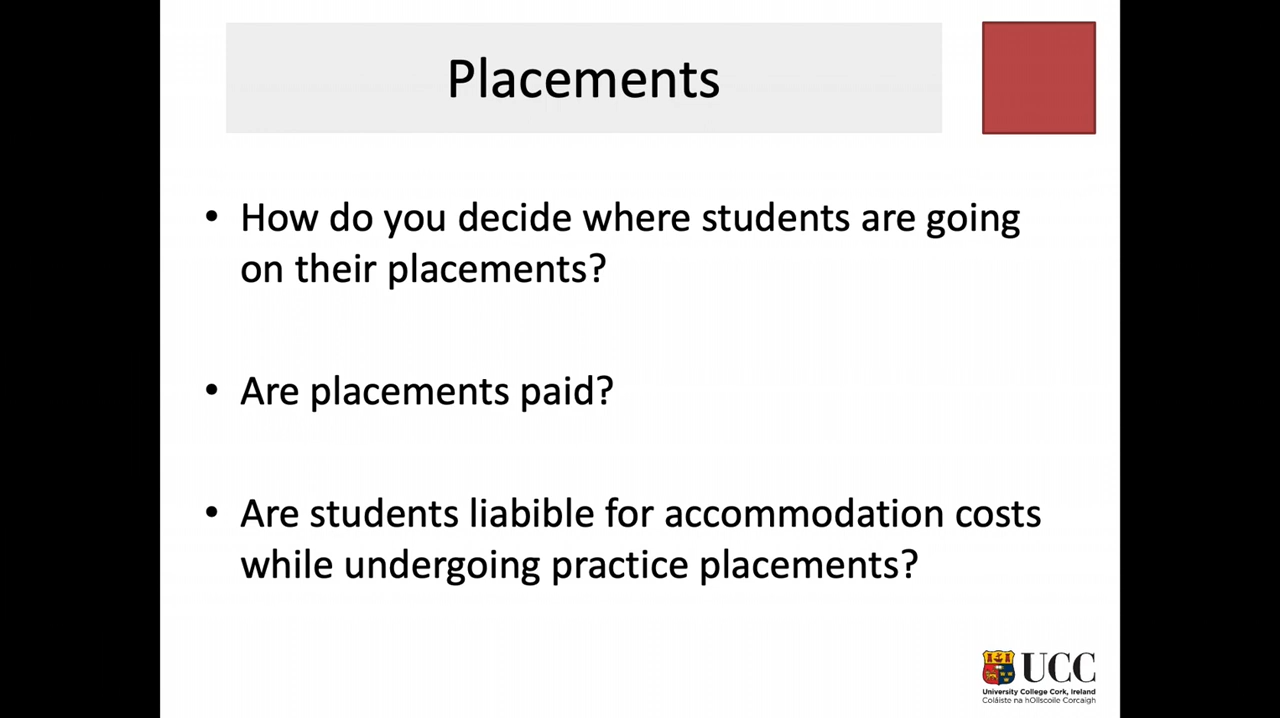 Placements
• How do you decide where students are going
on their placements?
• Are placements paid?
• Are students liabible for accommodation costs
while undergoing practice placements?
UCC
University College Cork, Ireland
Coláiste na hOllscoile Corcaigh